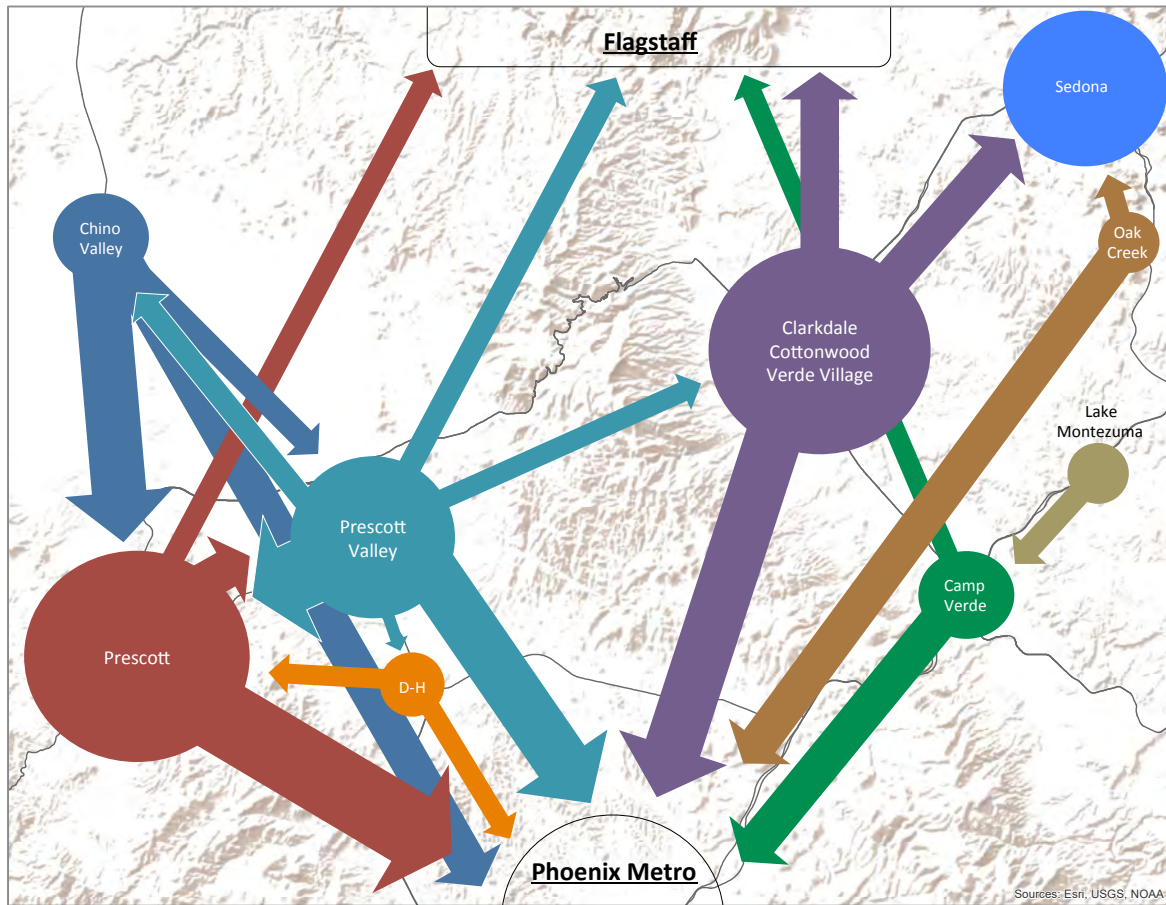 Flagstaff
Sedona
Chino
Valley
Oak
Creek
Clarkdale
Cottonwood
Verde Village
Lake
Montezuma
Prescott
Valley
Camp
Verde
Prescott
D-H
Phoenix Metro
Sources: Esri, USGS, NOAA